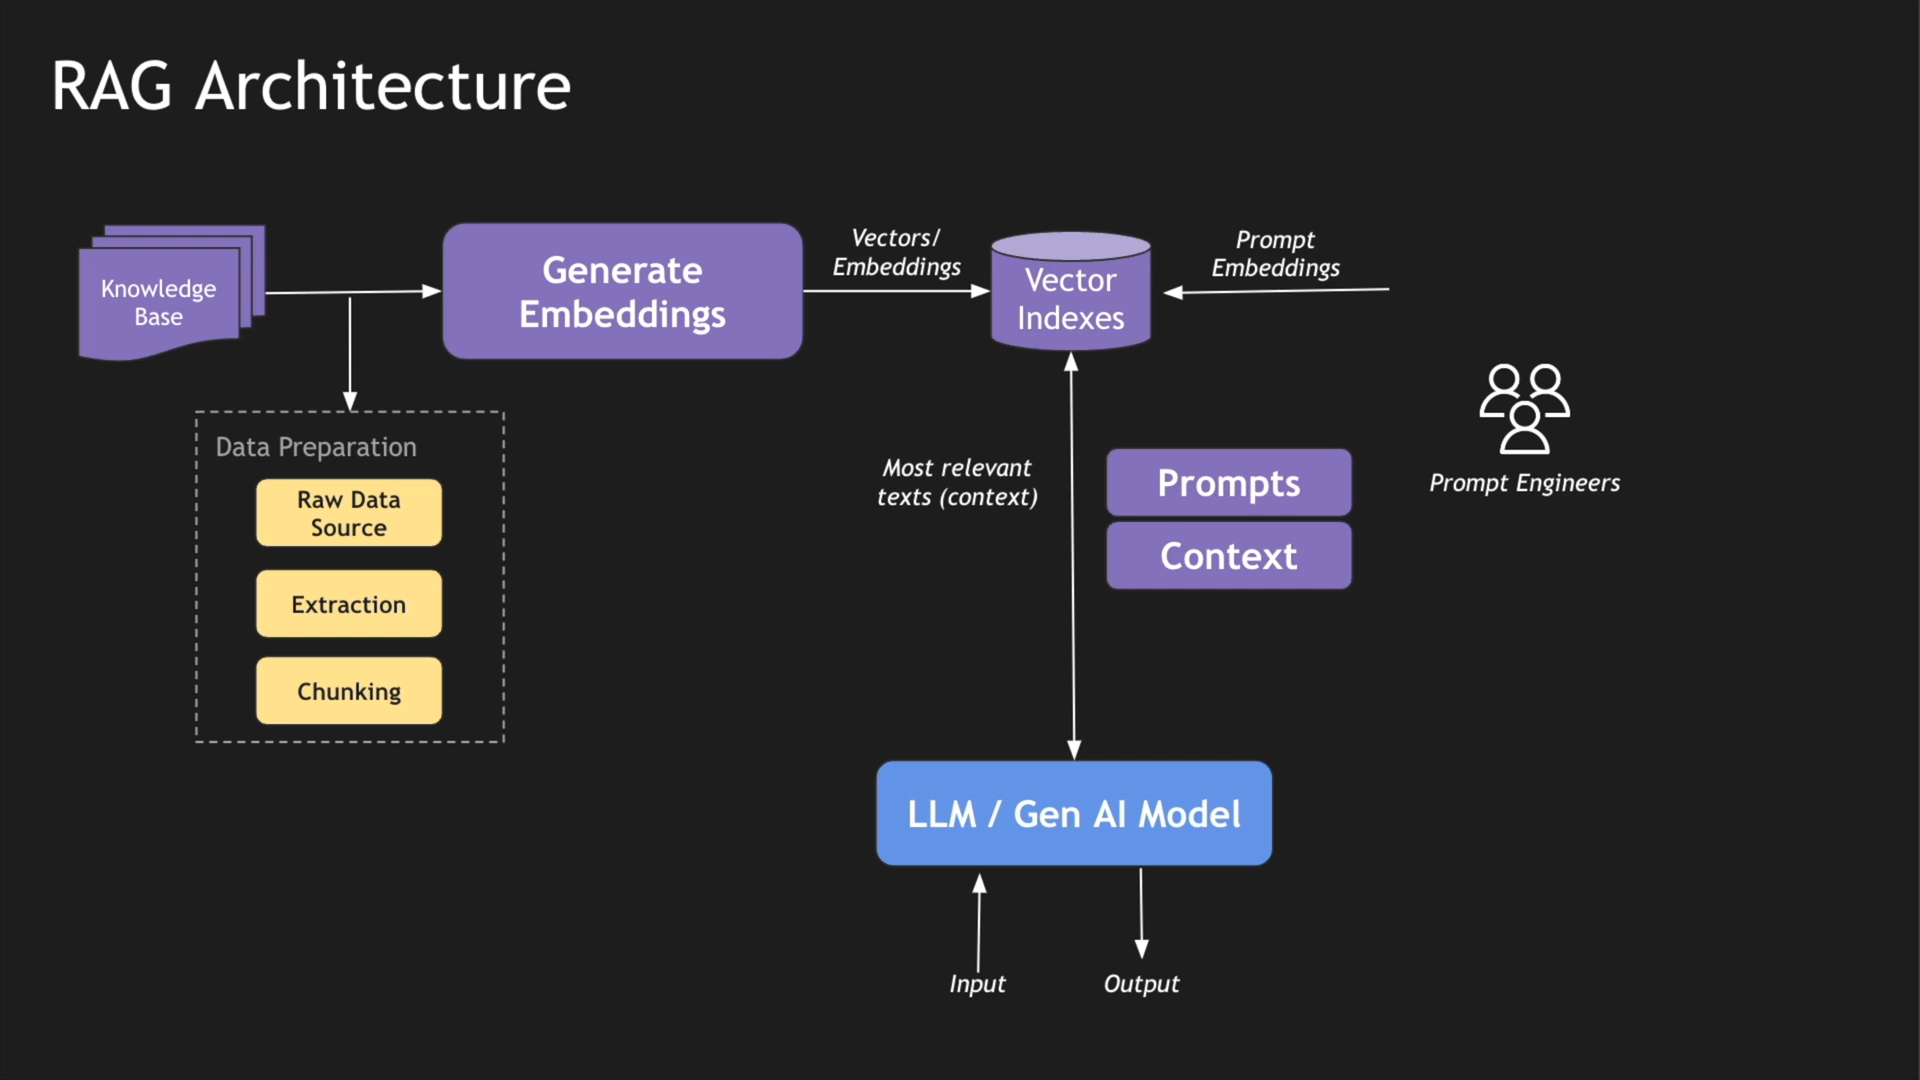 RAG Architecture
Knowledge
Base
Generate
Embeddings
Vectors/
Embeddings
Vector
Indexes
Prompt
Embeddings
Data Preparation
Raw Data
Source
Extraction
Chunking
Most relevant
texts (context)
Prompts
Context
Prompt Engineers
LLM / Gen AI Model
Input
Output